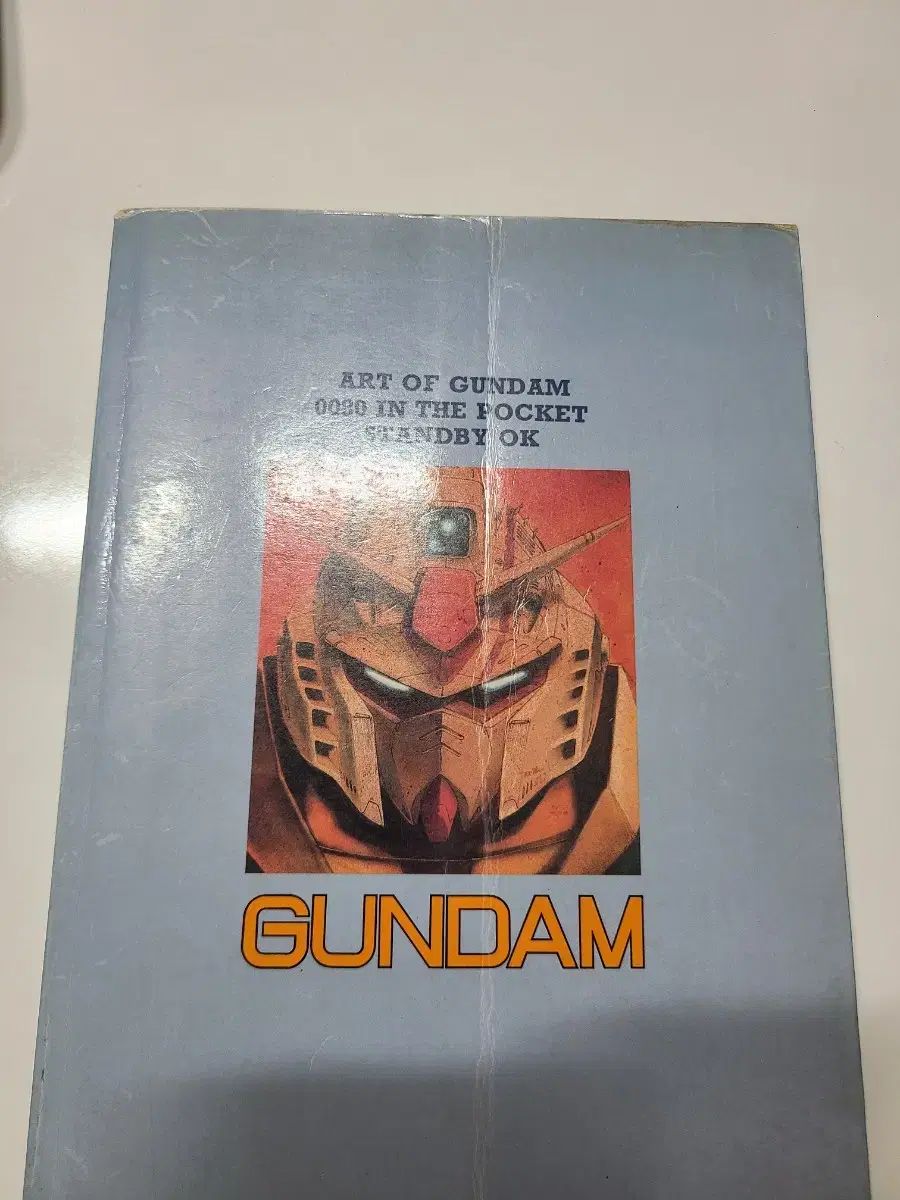 ART OF GUNDAM
0080 IN THE POCKET
STANDBY OK
GUNDAM